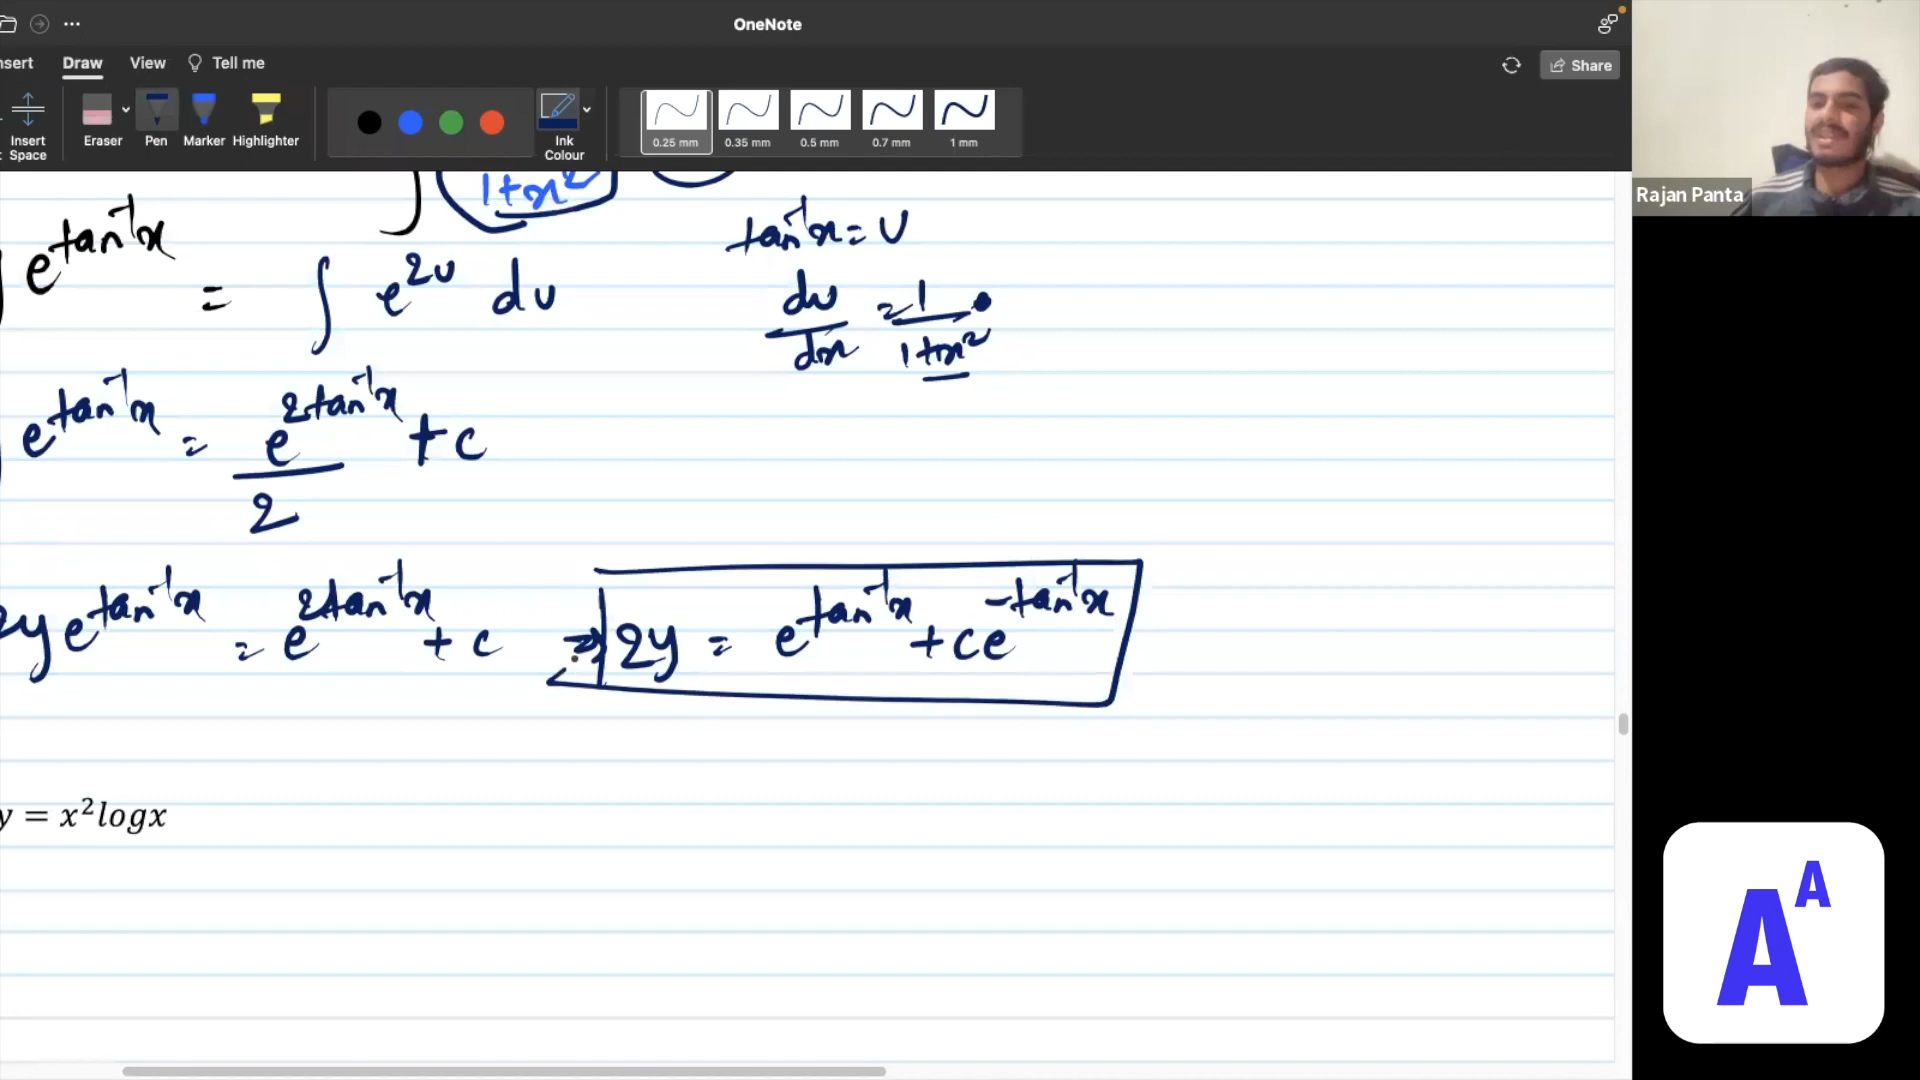 OneNote
nsert Draw View Tell me
Share
Insert Space
Eraser
Pen
Marker
Highlighter
Ink Colour
0.25 mm
0.35 mm
0.5 mm
0.7 mm
1 mm
Rajan Panta
1+x²
e^{tan⁻¹x} = ∫ e^{2u} du
tan⁻¹x = u
du/dx = 1/(1+x²)
e^{tan⁻¹x} = e^{2tan⁻¹x}/2 + c
2y e^{tan⁻¹x} = e^{2tan⁻¹x} + c ⇒ 2y = e^{tan⁻¹x} + ce^{-tan⁻¹x}
y = x²logx
A^A